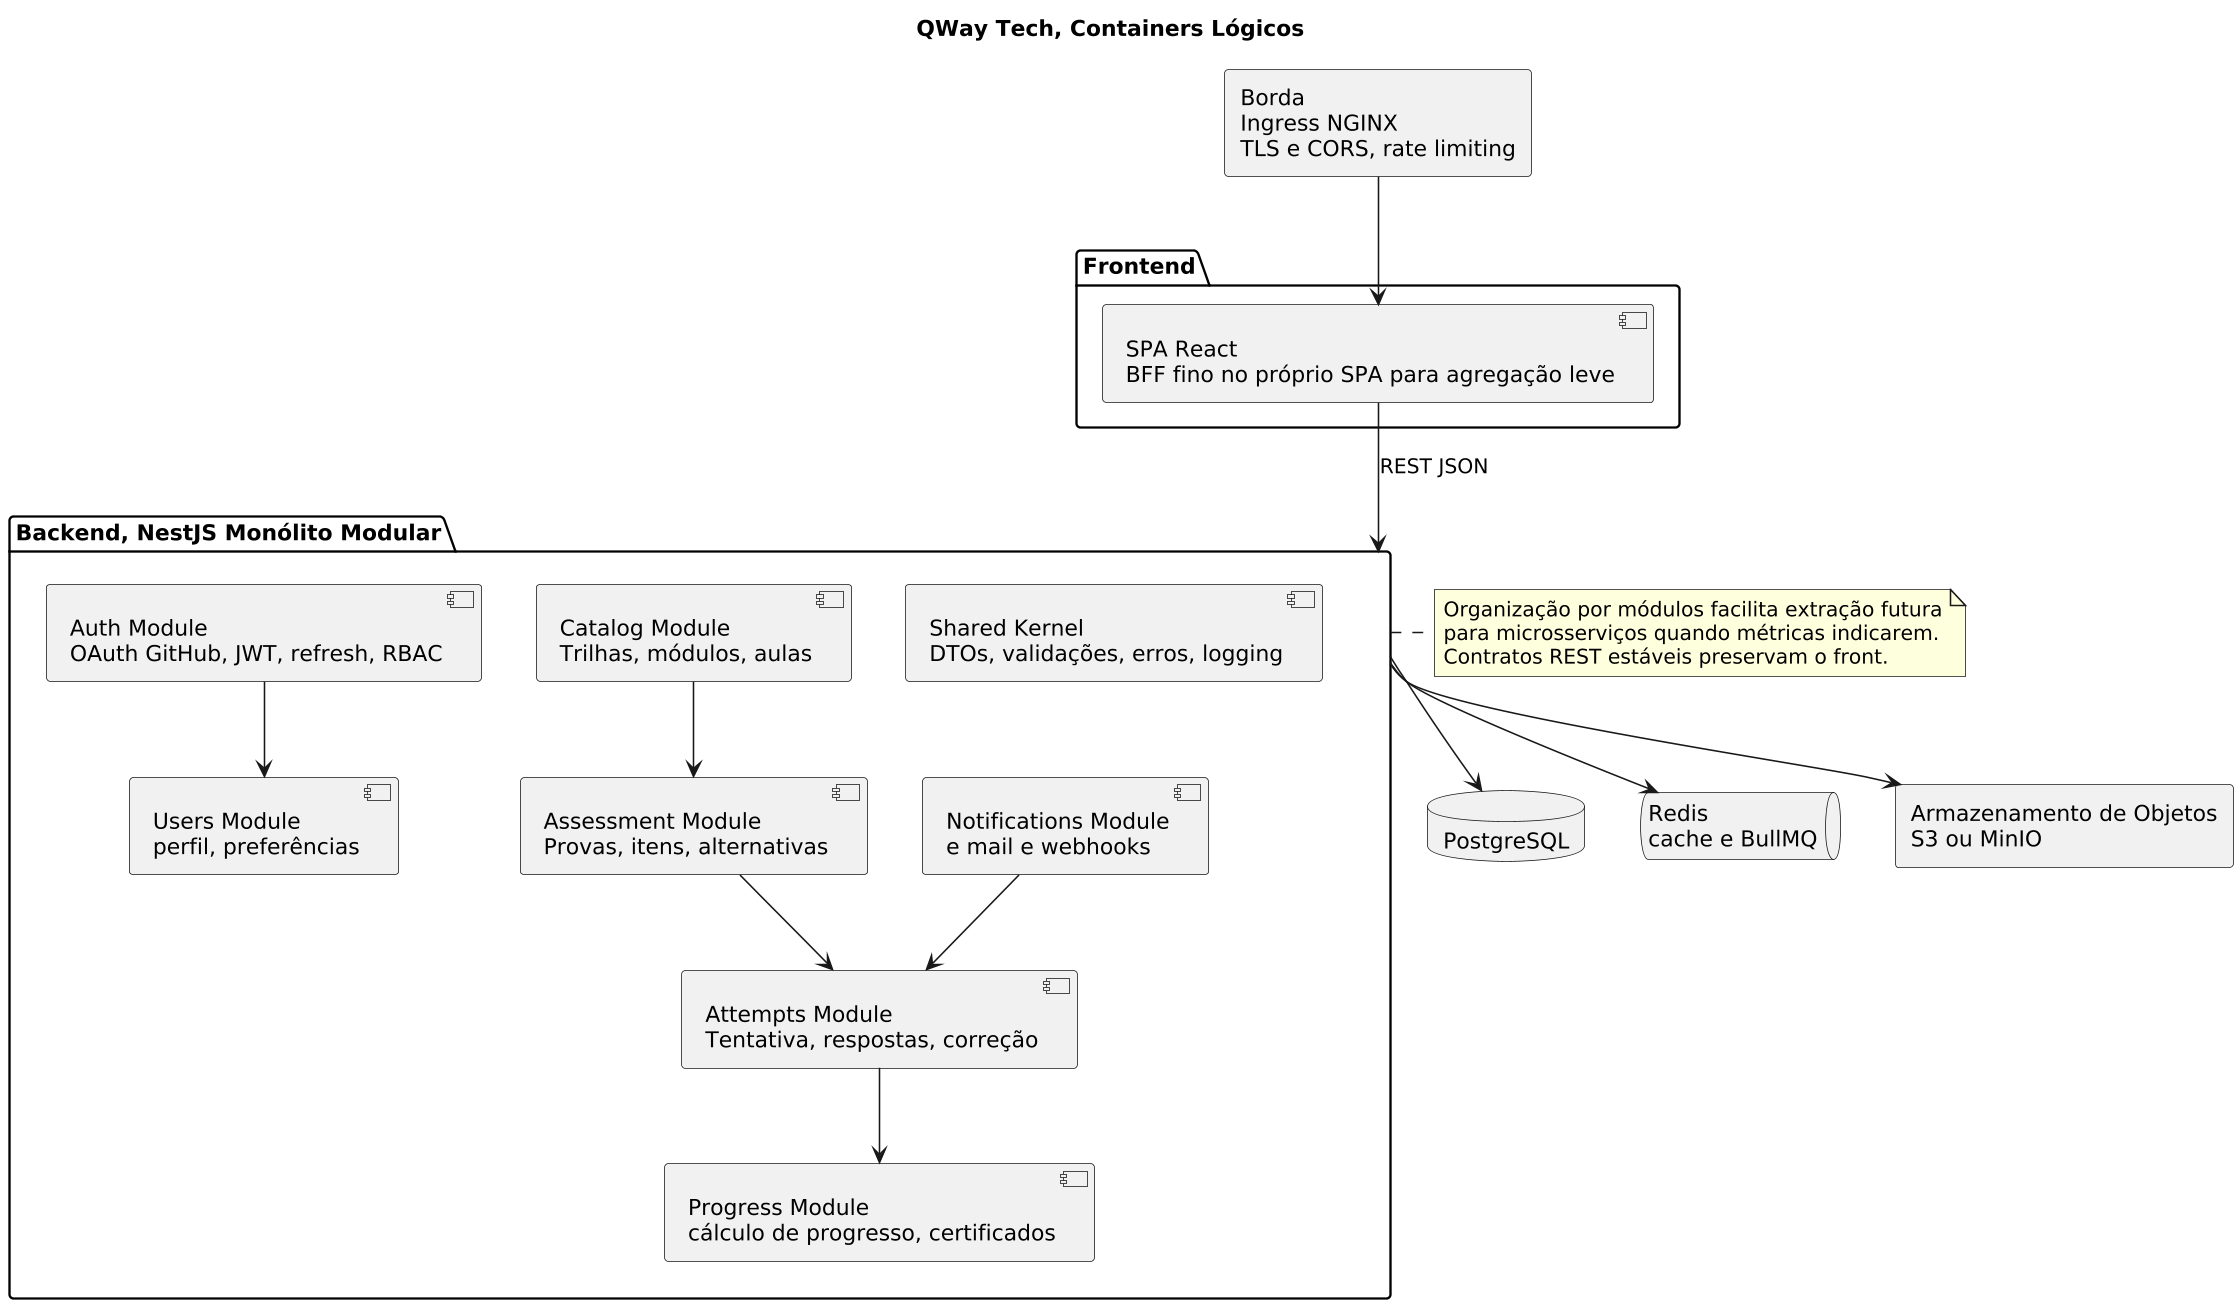 QWay Tech, Containers Lógicos
Borda
Ingress NGINX
TLS e CORS, rate limiting
Frontend
SPA React
BFF fino no próprio SPA para agregação leve
REST JSON
Backend, NestJS Monólito Modular
Auth Module
OAuth GitHub, JWT, refresh, RBAC
Catalog Module
Trilhas, módulos, aulas
Shared Kernel
DTOs, validações, erros, logging
Organização por módulos facilita extração futura
para microsserviços quando métricas indicarem.
Contratos REST estáveis preservam o front.
Users Module
perfil, preferências
Assessment Module
Provas, itens, alternativas
Notifications Module
e mail e webhooks
PostgreSQL
Redis
cache e BullMQ
Armazenamento de Objetos
S3 ou MinIO
Attempts Module
Tentativa, respostas, correção
Progress Module
cálculo de progresso, certificados